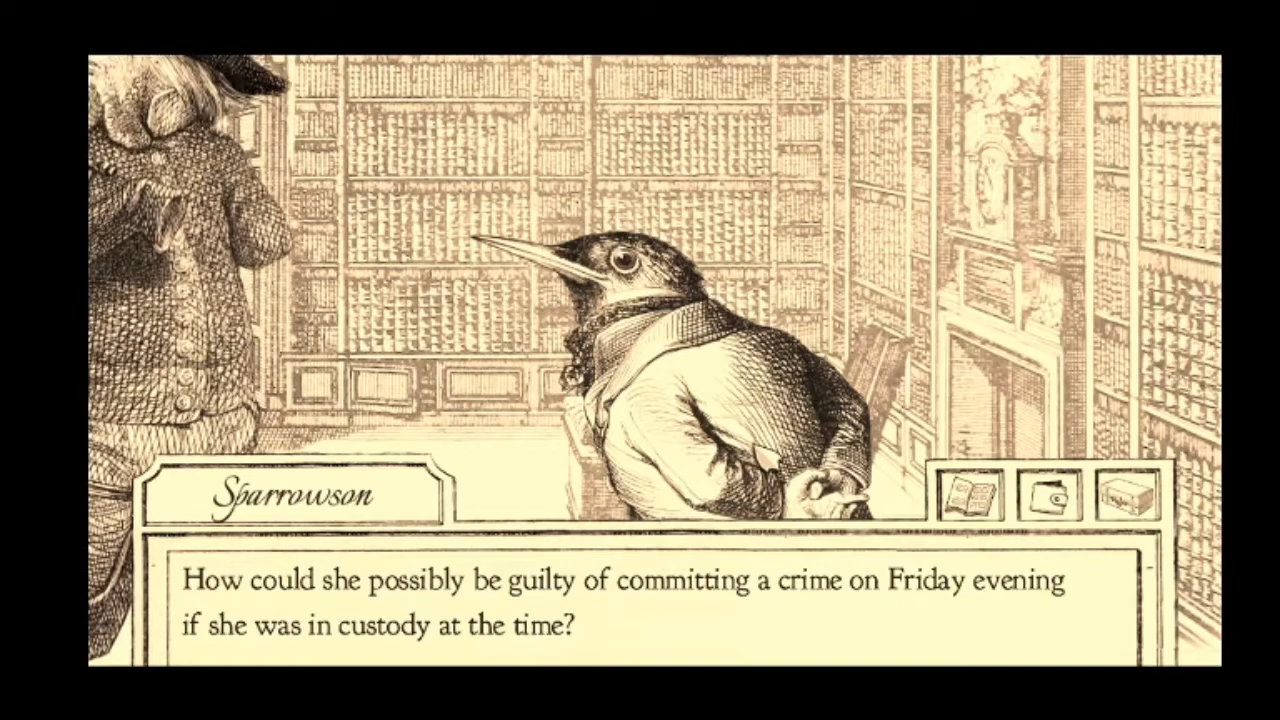 Sparrowson
How could she possibly be guilty of committing a crime on Friday evening
if she was in custody at the time?